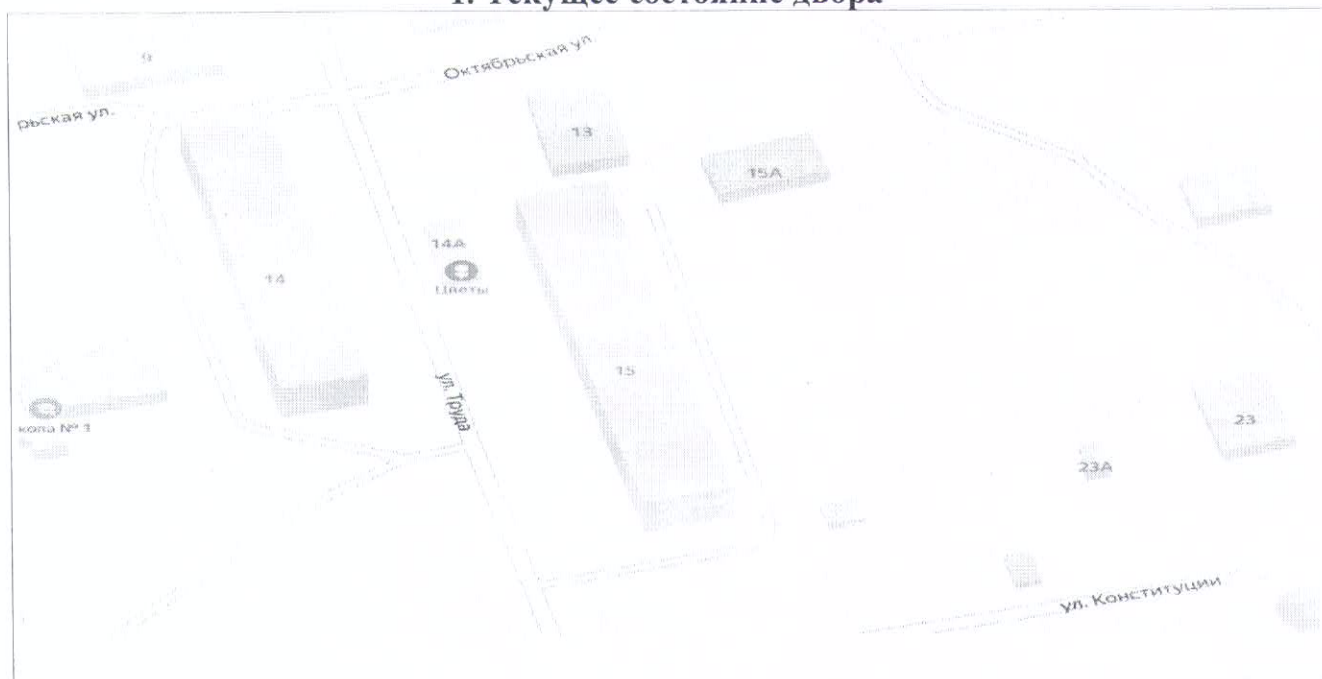 1. Текущее состояние двора
9
Октябрьская ул.
рьская ул.
13
15А
14А
14
Цветы
15
ул. Труда
кола № 1
23
23А
ул. Конституции